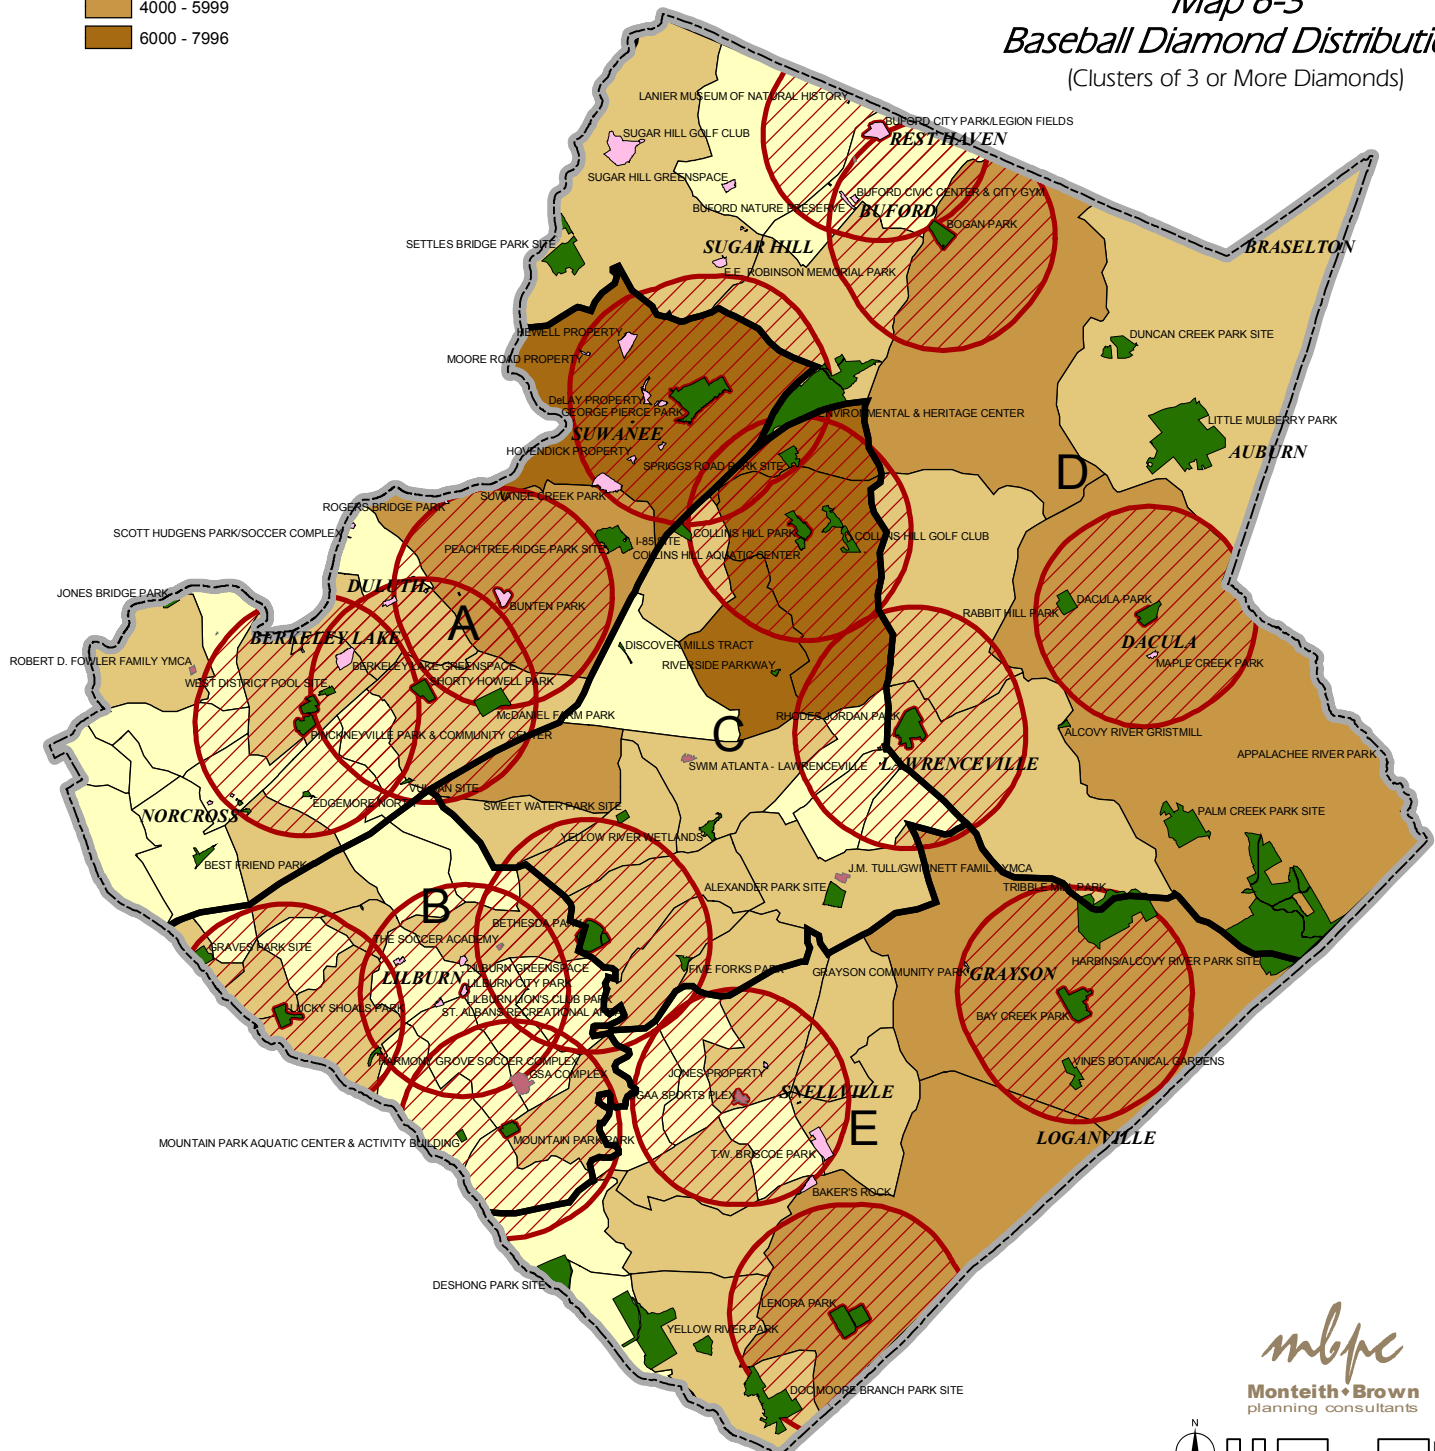 4000 - 5999
6000 - 7996
Map 6-3
Baseball Diamond Distributi
(Clusters of 3 or More Diamonds)
LANIER MUSEUM OF NATURAL HISTORY
BUFORD CITY PARK/LEGION FIELDS
SUGAR HILL GOLF CLUB
REST HAVEN
SUGAR HILL GREENSPACE
BUFORD CIVIC CENTER & CITY GYM
BUFORD NATURE PRESERVE
BUFORD
BOGAN PARK
SETTLES BRIDGE PARK SITE
SUGAR HILL
BRASELTON
E.E. ROBINSON MEMORIAL PARK
HEWELL PROPERTY
DUNCAN CREEK PARK SITE
MOORE ROAD PROPERTY
DeLAY PROPERTY
GEORGE PIERCE PARK
ENVIRONMENTAL & HERITAGE CENTER
LITTLE MULBERRY PARK
SUWANEE
AUBURN
HOVENDICK PROPERTY
SPRIGGS ROAD PARK SITE
D
SUWANEE CREEK PARK
ROGERS BRIDGE PARK
SCOTT HUDGENS PARK/SOCCER COMPLEX
COLLINS HILL PARK
COLLINS HILL GOLF CLUB
I-85 SITE
PEACHTREE RIDGE PARK SITE
COLLINS HILL AQUATIC CENTER
DULUTH
JONES BRIDGE PARK
DACULA PARK
BUNTEN PARK
RABBIT HILL PARK
A
BERKELEY LAKE
DISCOVER MILLS TRACT
DACULA
ROBERT D. FOWLER FAMILY YMCA
BERKELEY LAKE GREENSPACE
RIVERSIDE PARKWAY
MAPLE CREEK PARK
WEST DISTRICT POOL SITE
SHORTY HOWELL PARK
McDANIEL FARM PARK
RHODES JORDAN PARK
PINCKNEYVILLE PARK & COMMUNITY CENTER
C
ALCOVY RIVER GRISTMILL
APPALACHEE RIVER PARK
SWIM ATLANTA - LAWRENCEVILLE
LAWRENCEVILLE
VULCAN SITE
EDGEMORE NORTH
SWEET WATER PARK SITE
PALM CREEK PARK SITE
NORCROSS
YELLOW RIVER WETLANDS
BEST FRIEND PARK
J.M. TULL/GWINNETT FAMILY YMCA
ALEXANDER PARK SITE
TRIBBLE MILL PARK
B
BETHESDA PARK
THE SOCCER ACADEMY
GRAVES PARK SITE
HARBINS/ALCOVY RIVER PARK SITE
LILBURN GREENSPACE
FIVE FORKS PARK
GRAYSON COMMUNITY PARK
GRAYSON
LILBURN
LILBURN CITY PARK
LILBURN LION'S CLUB PARK
LUCKY SHOALS PARK
ST. ALBANS RECREATIONAL AREA
BAY CREEK PARK
HARMONY GROVE SOCCER COMPLEX
VINES BOTANICAL GARDENS
GSA COMPLEX
JONES PROPERTY
SNELLVILLE
GAA SPORTS PLEX
E
MOUNTAIN PARK AQUATIC CENTER & ACTIVITY BUILDING
MOUNTAIN PARK PARK
LOGANVILLE
T.W. BRISCOE PARK
BAKER'S ROCK
DESHONG PARK SITE
LENORA PARK
YELLOW RIVER PARK
DOC MOORE BRANCH PARK SITE
mbpc
Monteith•Brown
planning consultants
N